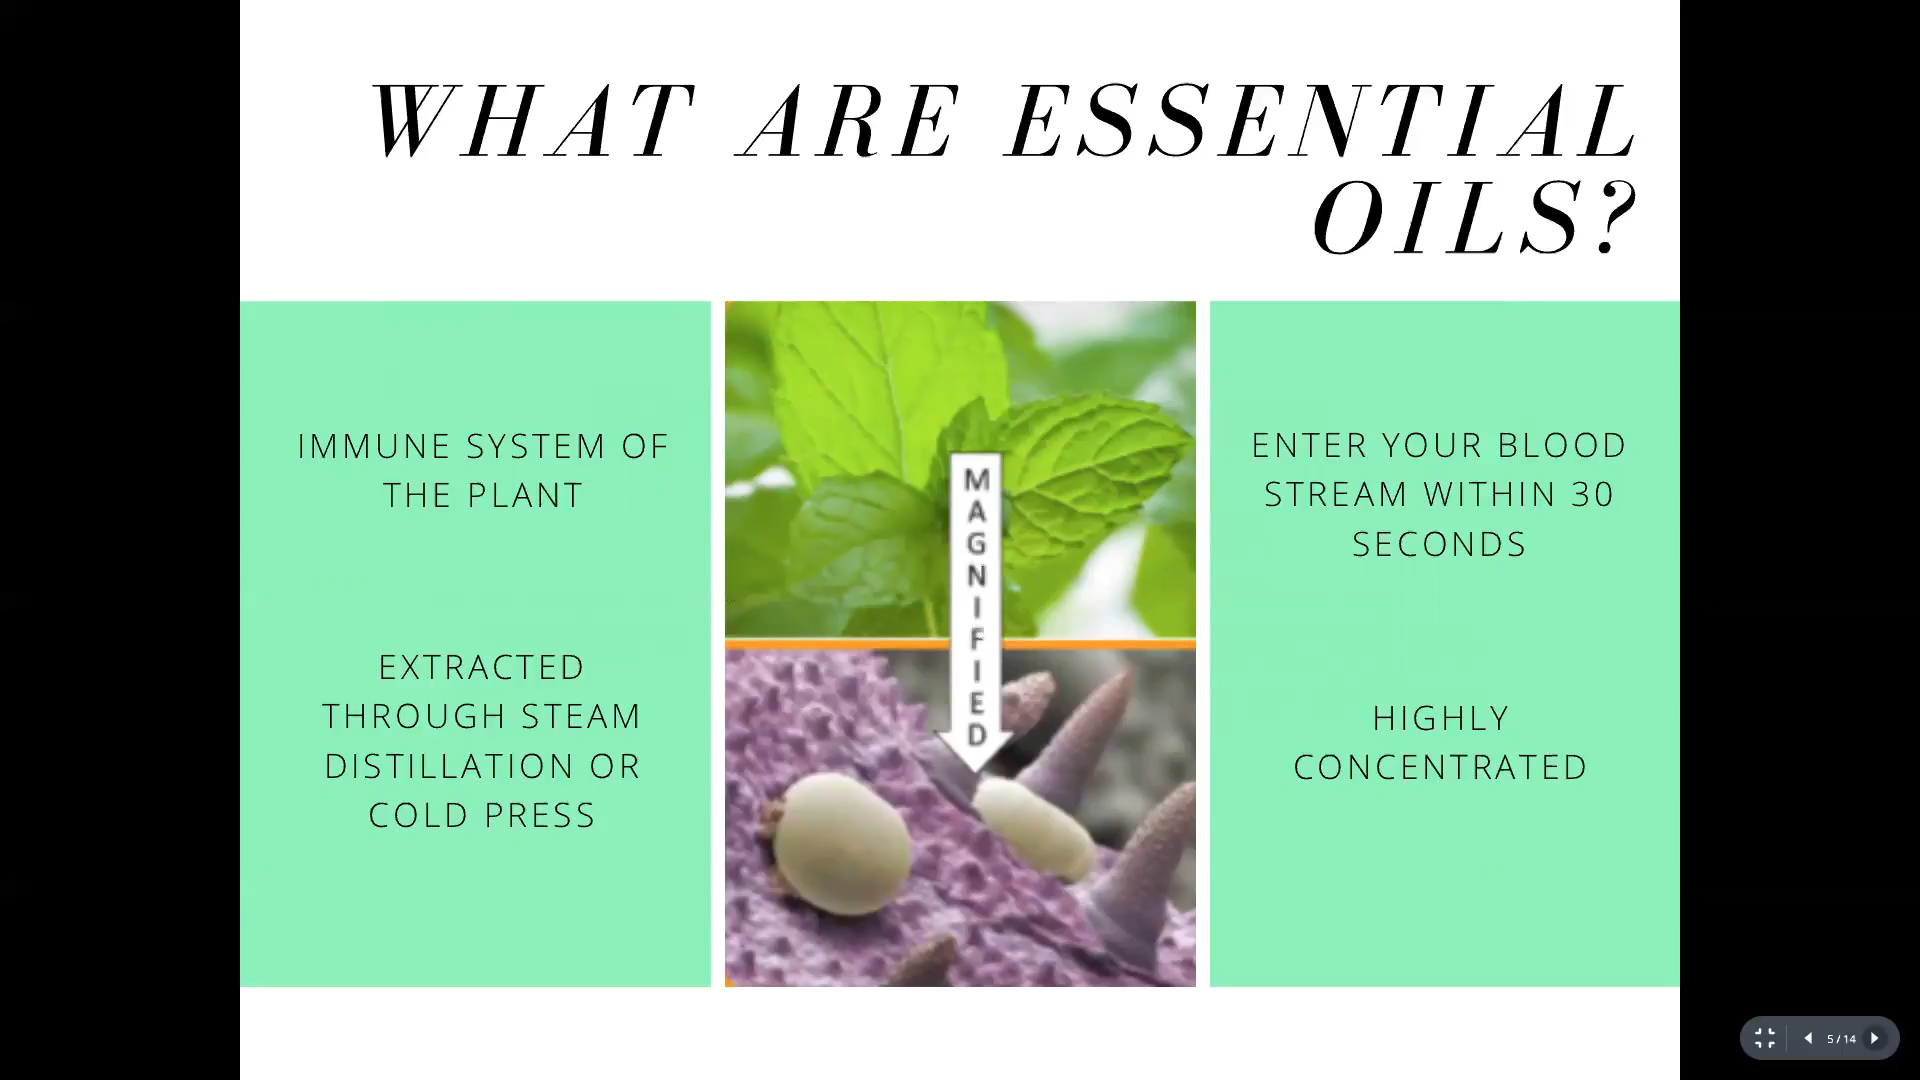 WHAT ARE ESSENTIAL
OILS?
IMMUNE SYSTEM OF
THE PLANT
EXTRACTED
THROUGH STEAM
DISTILLATION OR
COLD PRESS
MAGNIFIED
ENTER YOUR BLOOD
STREAM WITHIN 30
SECONDS
HIGHLY
CONCENTRATED
5/14